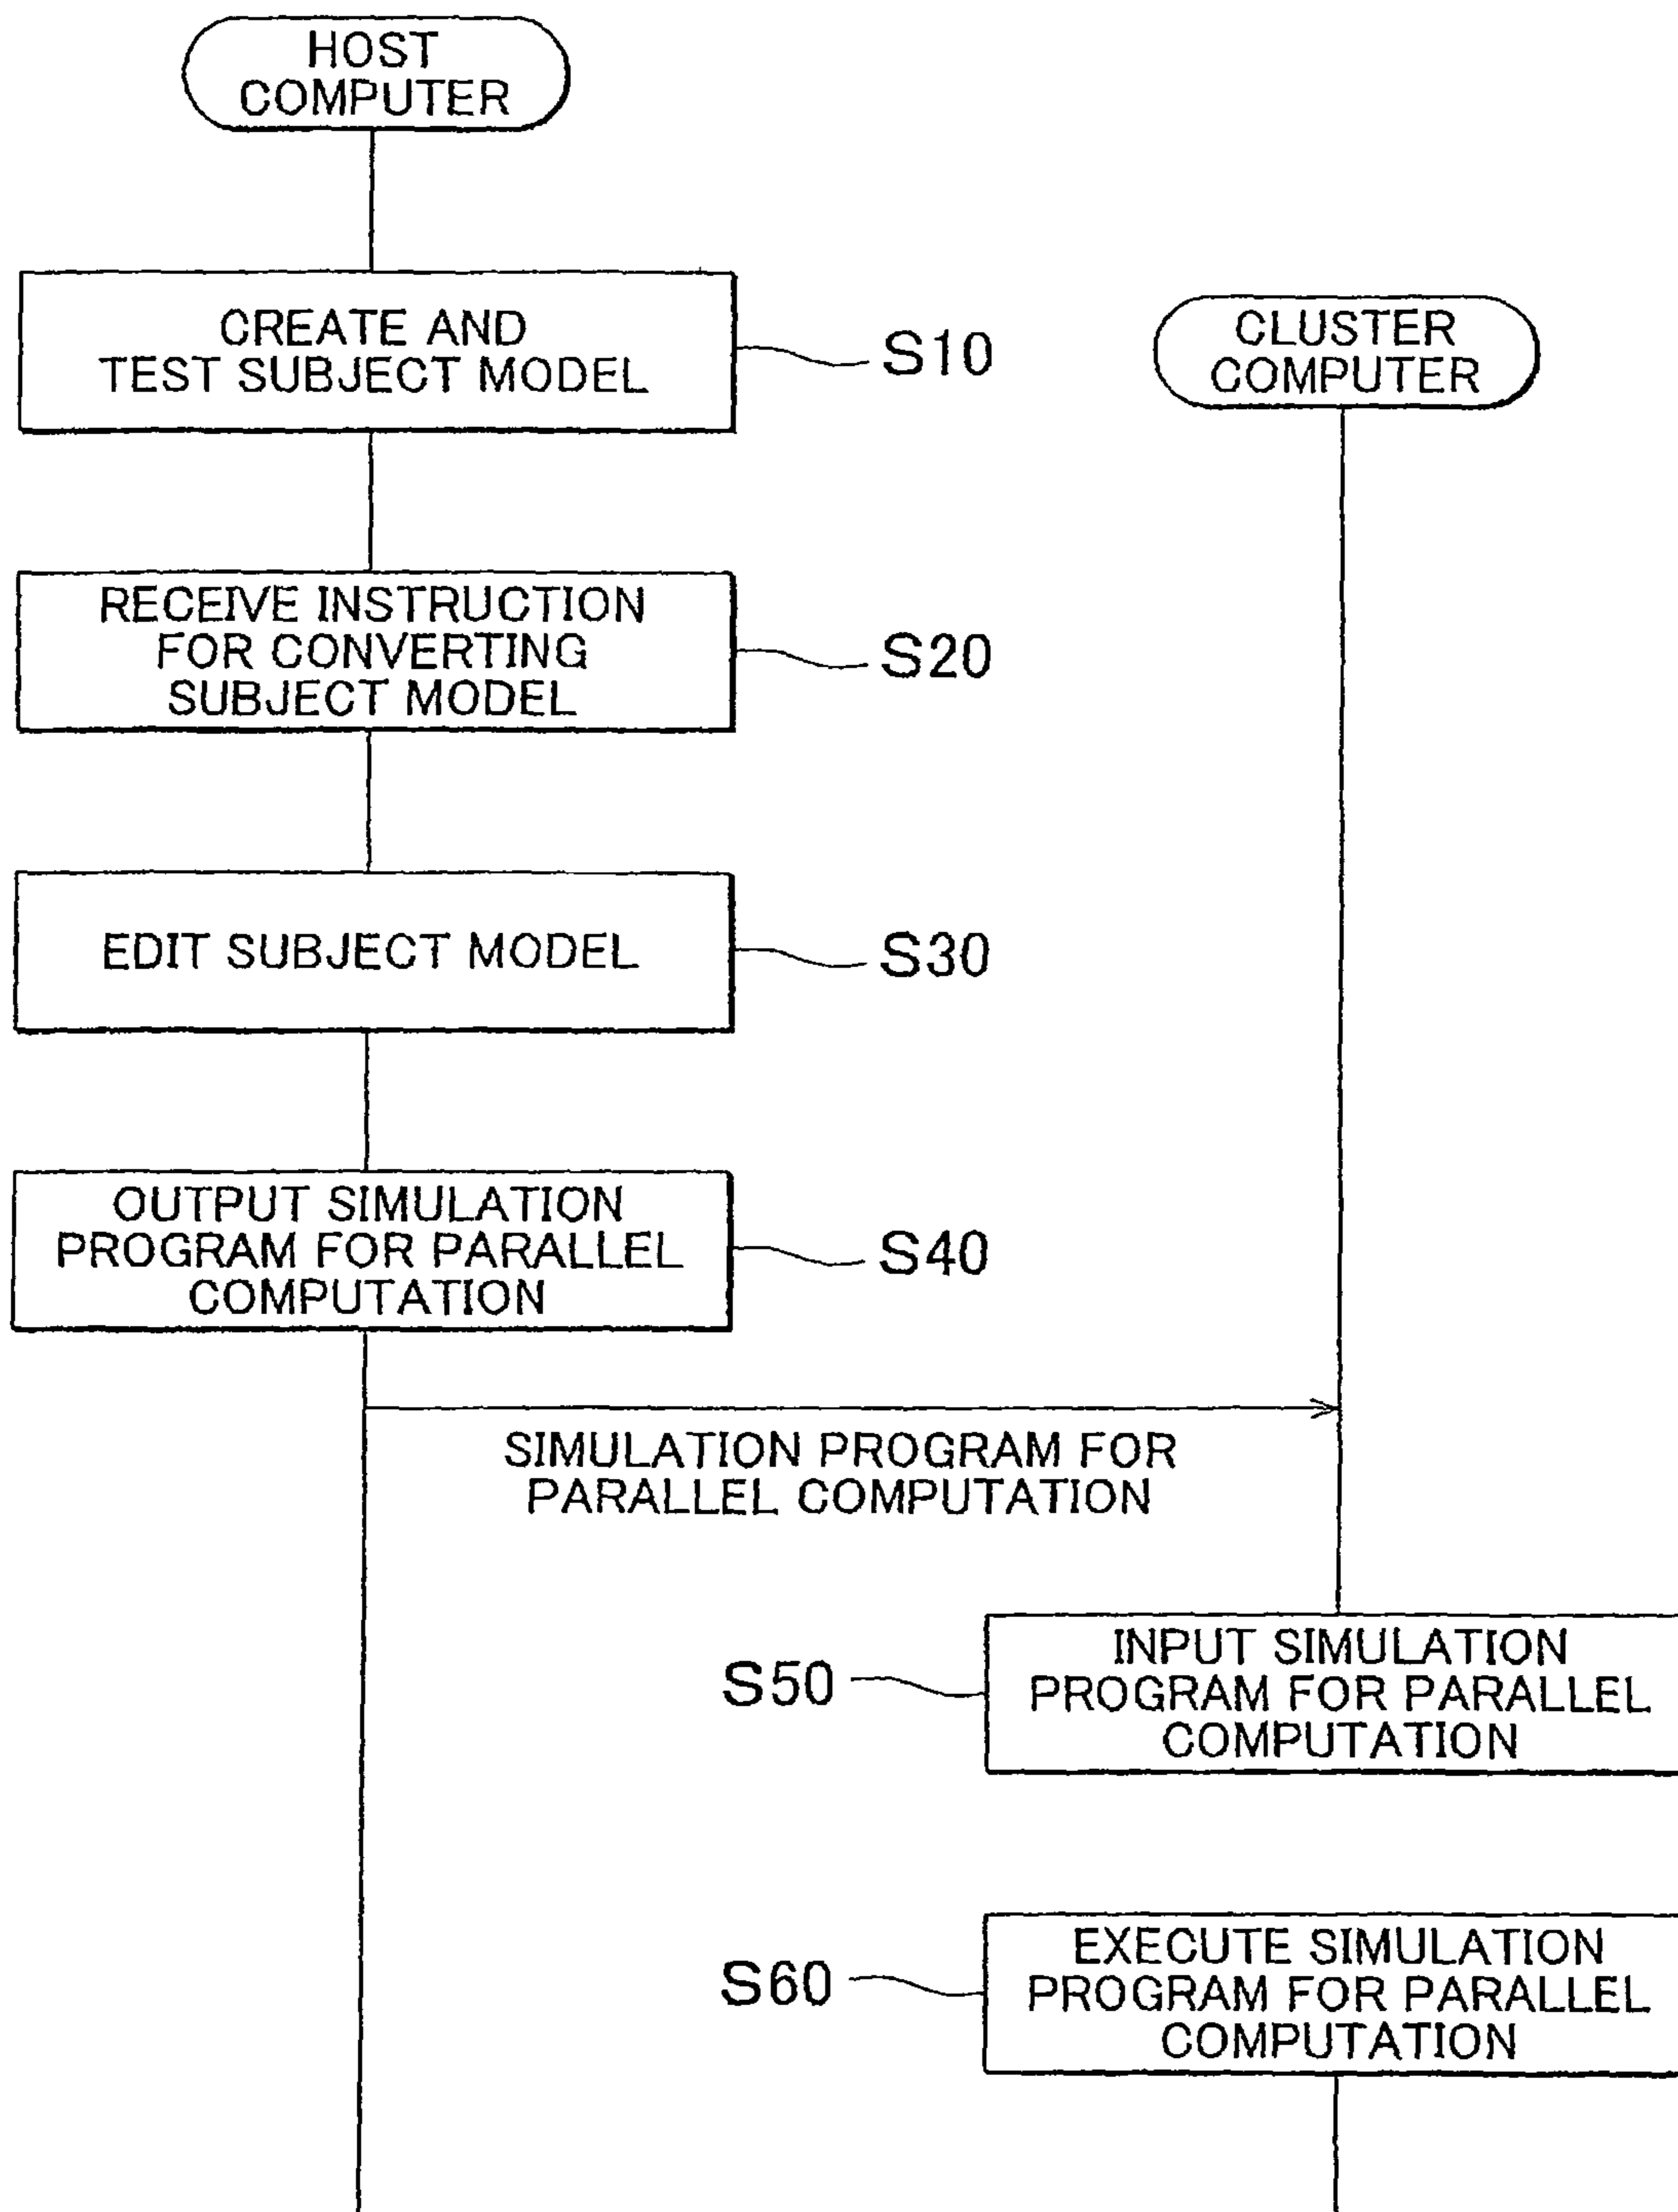 HOST
COMPUTER
CREATE AND
TEST SUBJECT MODEL
S10
CLUSTER
COMPUTER
RECEIVE INSTRUCTION
FOR CONVERTING
SUBJECT MODEL
S20
EDIT SUBJECT MODEL
S30
OUTPUT SIMULATION
PROGRAM FOR PARALLEL
COMPUTATION
S40
SIMULATION PROGRAM FOR
PARALLEL COMPUTATION
S50
INPUT SIMULATION
PROGRAM FOR PARALLEL
COMPUTATION
S60
EXECUTE SIMULATION
PROGRAM FOR PARALLEL
COMPUTATION